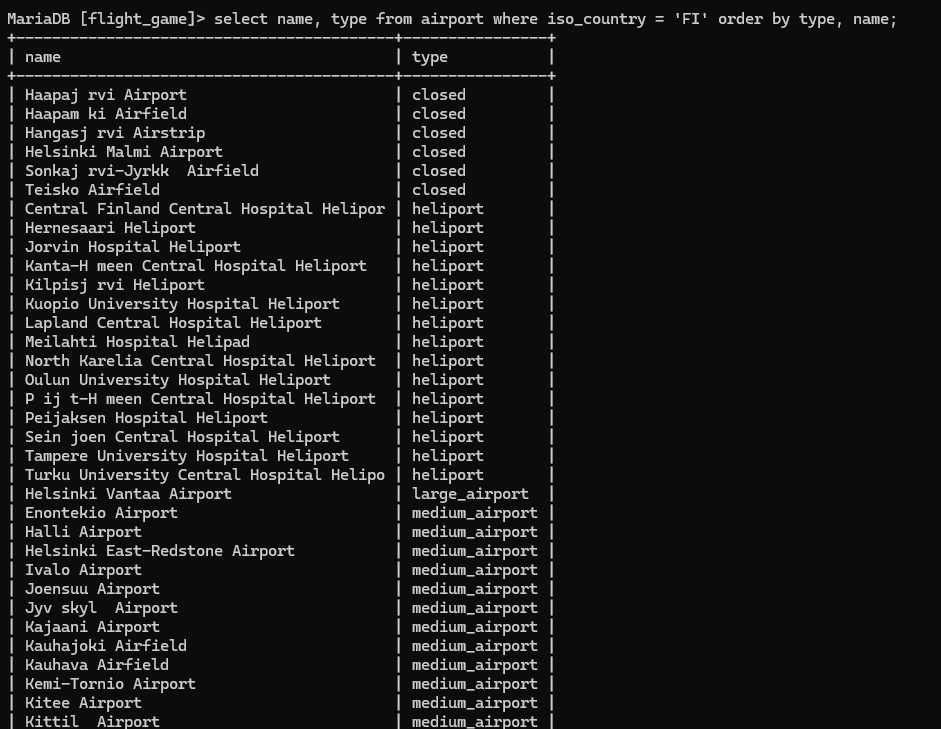 MariaDB [flight_game]> select name, type from airport where iso_country = 'FI' order by type, name;
+------------------------------------------+----------------+
| name                                     | type           |
+------------------------------------------+----------------+
| Haapaj rvi Airport                       | closed         |
| Haapam ki Airfield                       | closed         |
| Hangasj rvi Airstrip                     | closed         |
| Helsinki Malmi Airport                   | closed         |
| Sonkaj rvi-Jyrkk  Airfield               | closed         |
| Teisko Airfield                          | closed         |
| Central Finland Central Hospital Helipor | heliport       |
| Hernesaari Heliport                      | heliport       |
| Jorvin Hospital Heliport                 | heliport       |
| Kanta-H meen Central Hospital Heliport   | heliport       |
| Kilpisj rvi Heliport                     | heliport       |
| Kuopio University Hospital Heliport      | heliport       |
| Lapland Central Hospital Heliport        | heliport       |
| Meilahti Hospital Helipad                | heliport       |
| North Karelia Central Hospital Heliport  | heliport       |
| Oulun University Hospital Heliport       | heliport       |
| P ij t-H meen Central Hospital Heliport  | heliport       |
| Peijaksen Hospital Heliport              | heliport       |
| Sein joen Central Hospital Heliport      | heliport       |
| Tampere University Hospital Heliport     | heliport       |
| Turku University Central Hospital Helipo | heliport       |
| Helsinki Vantaa Airport                  | large_airport  |
| Enontekio Airport                        | medium_airport |
| Halli Airport                            | medium_airport |
| Helsinki East-Redstone Airport           | medium_airport |
| Ivalo Airport                            | medium_airport |
| Joensuu Airport                          | medium_airport |
| Jyv skyl  Airport                        | medium_airport |
| Kajaani Airport                          | medium_airport |
| Kauhajoki Airfield                       | medium_airport |
| Kauhava Airfield                         | medium_airport |
| Kemi-Tornio Airport                      | medium_airport |
| Kitee Airport                            | medium_airport |
| Kittil  Airport                          | medium_airport |